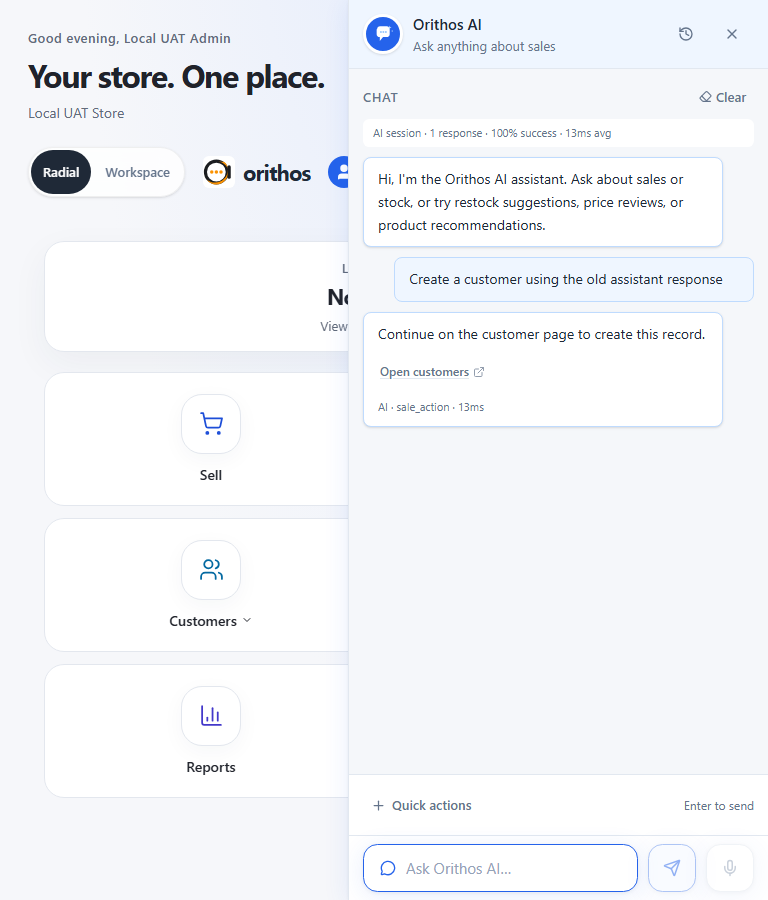 Good evening, Local UAT Admin
Your store. One place.
Local UAT Store
Radial
Workspace
orithos
View
Sell
Customers
Reports
Orithos AI
Ask anything about sales
CHAT
Clear
AI session · 1 response · 100% success · 13ms avg
Hi, I'm the Orithos AI assistant. Ask about sales or
stock, or try restock suggestions, price reviews, or
product recommendations.
Create a customer using the old assistant response
Continue on the customer page to create this record.
Open customers
AI · sale_action · 13ms
Quick actions
Enter to send
Ask Orithos AI...